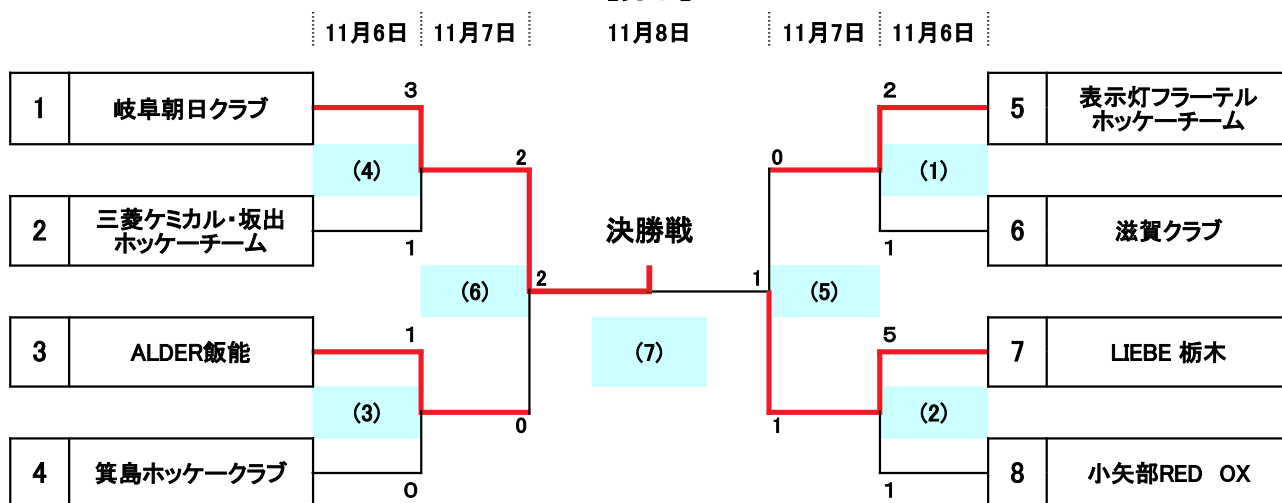 11月6日
11月7日
11月8日
11月7日
11月6日
1
岐阜朝日クラブ
3
2
5
表示灯フラーテル
ホッケーチーム
(4)
2
0
(1)
2
三菱ケミカル・坂出
ホッケーチーム
1
決勝戦
1
6
滋賀クラブ
(6)
2
1
(5)
3
ALDER飯能
1
(7)
5
7
LIEBE 栃木
(3)
0
1
(2)
4
箕島ホッケークラブ
0
1
8
小矢部RED OX